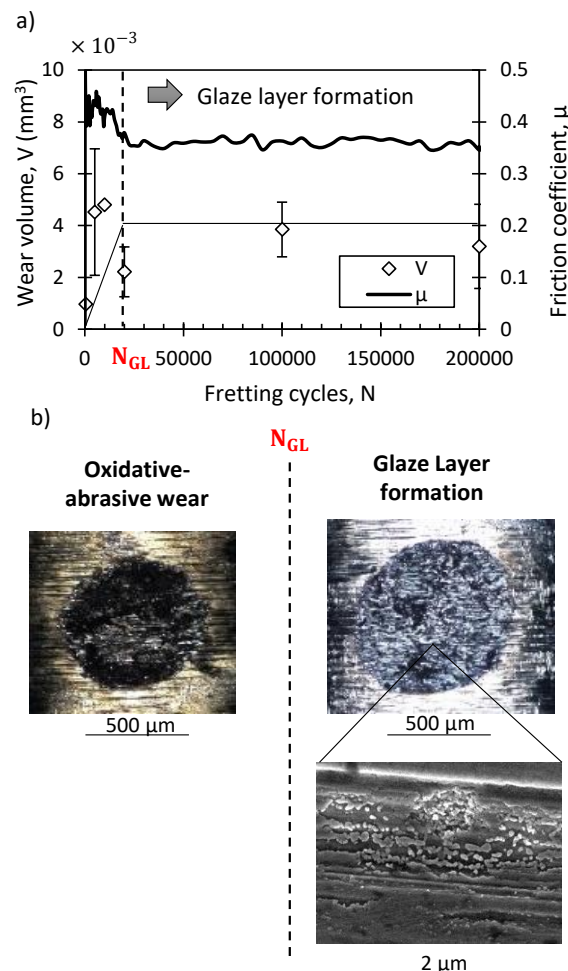 a)
× 10⁻³
10
8
6
4
2
0
Wear volume, V (mm³)
Glaze layer formation
V
μ
0.5
0.4
0.3
0.2
0.1
0
Friction coefficient, μ
0
50000
100000
150000
200000
N_GL
Fretting cycles, N
b)
N_GL
Oxidative-
abrasive wear
Glaze Layer
formation
500 μm
500 μm
2 μm